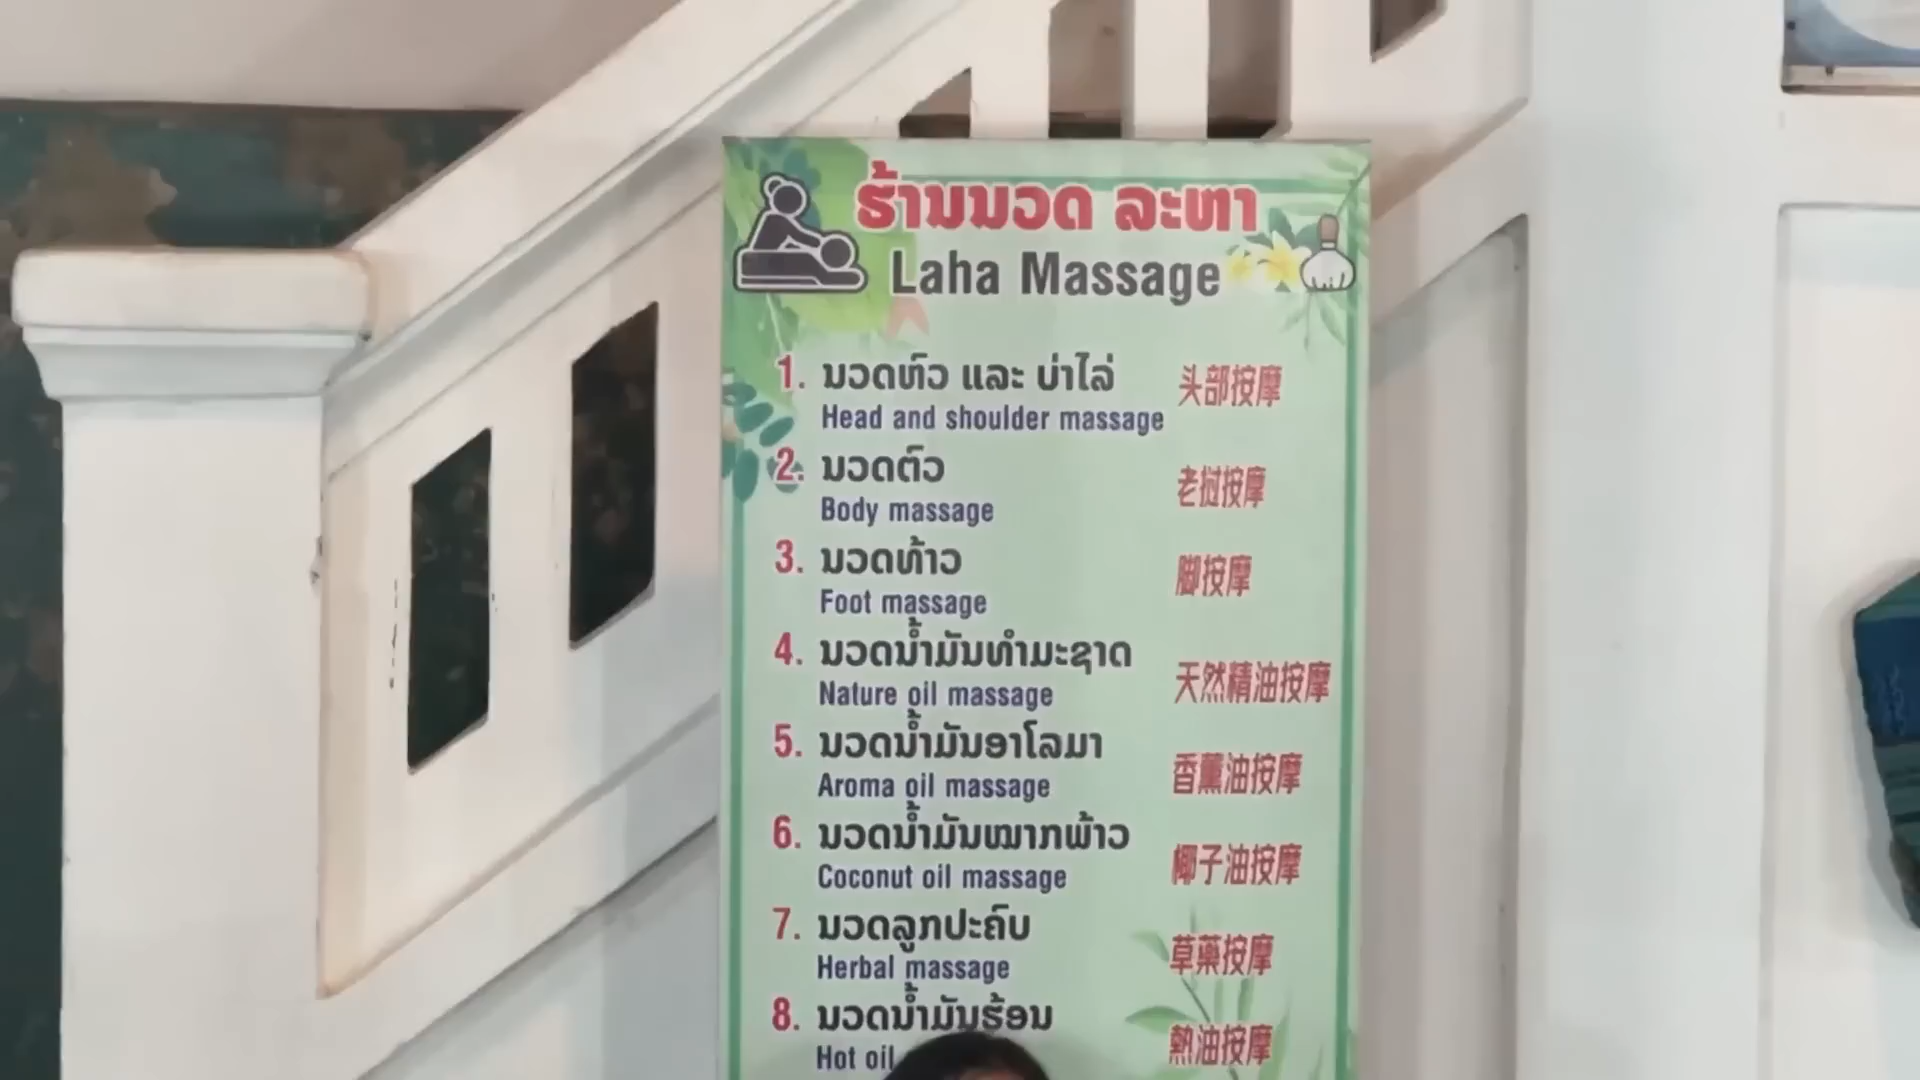 ຮ້ານນວດ ລະຫາ
Laha Massage
1. ນວດຫົວ ແລະ ບ່າໄລ່ 头部按摩
Head and shoulder massage
2. ນວດຕົວ 老挝按摩
Body massage
3. ນວດທ້າວ 脚按摩
Foot massage
4. ນວດນ້ຳມັນທຳມະຊາດ 天然精油按摩
Nature oil massage
5. ນວດນ້ຳມັນອາໂລມາ 香薰油按摩
Aroma oil massage
6. ນວດນ້ຳມັນໝາກພ້າວ 椰子油按摩
Coconut oil massage
7. ນວດລູກປະຄົບ 草藥按摩
Herbal massage
8. ນວດນ້ຳມັນຮ້ອນ 熱油按摩
Hot oil